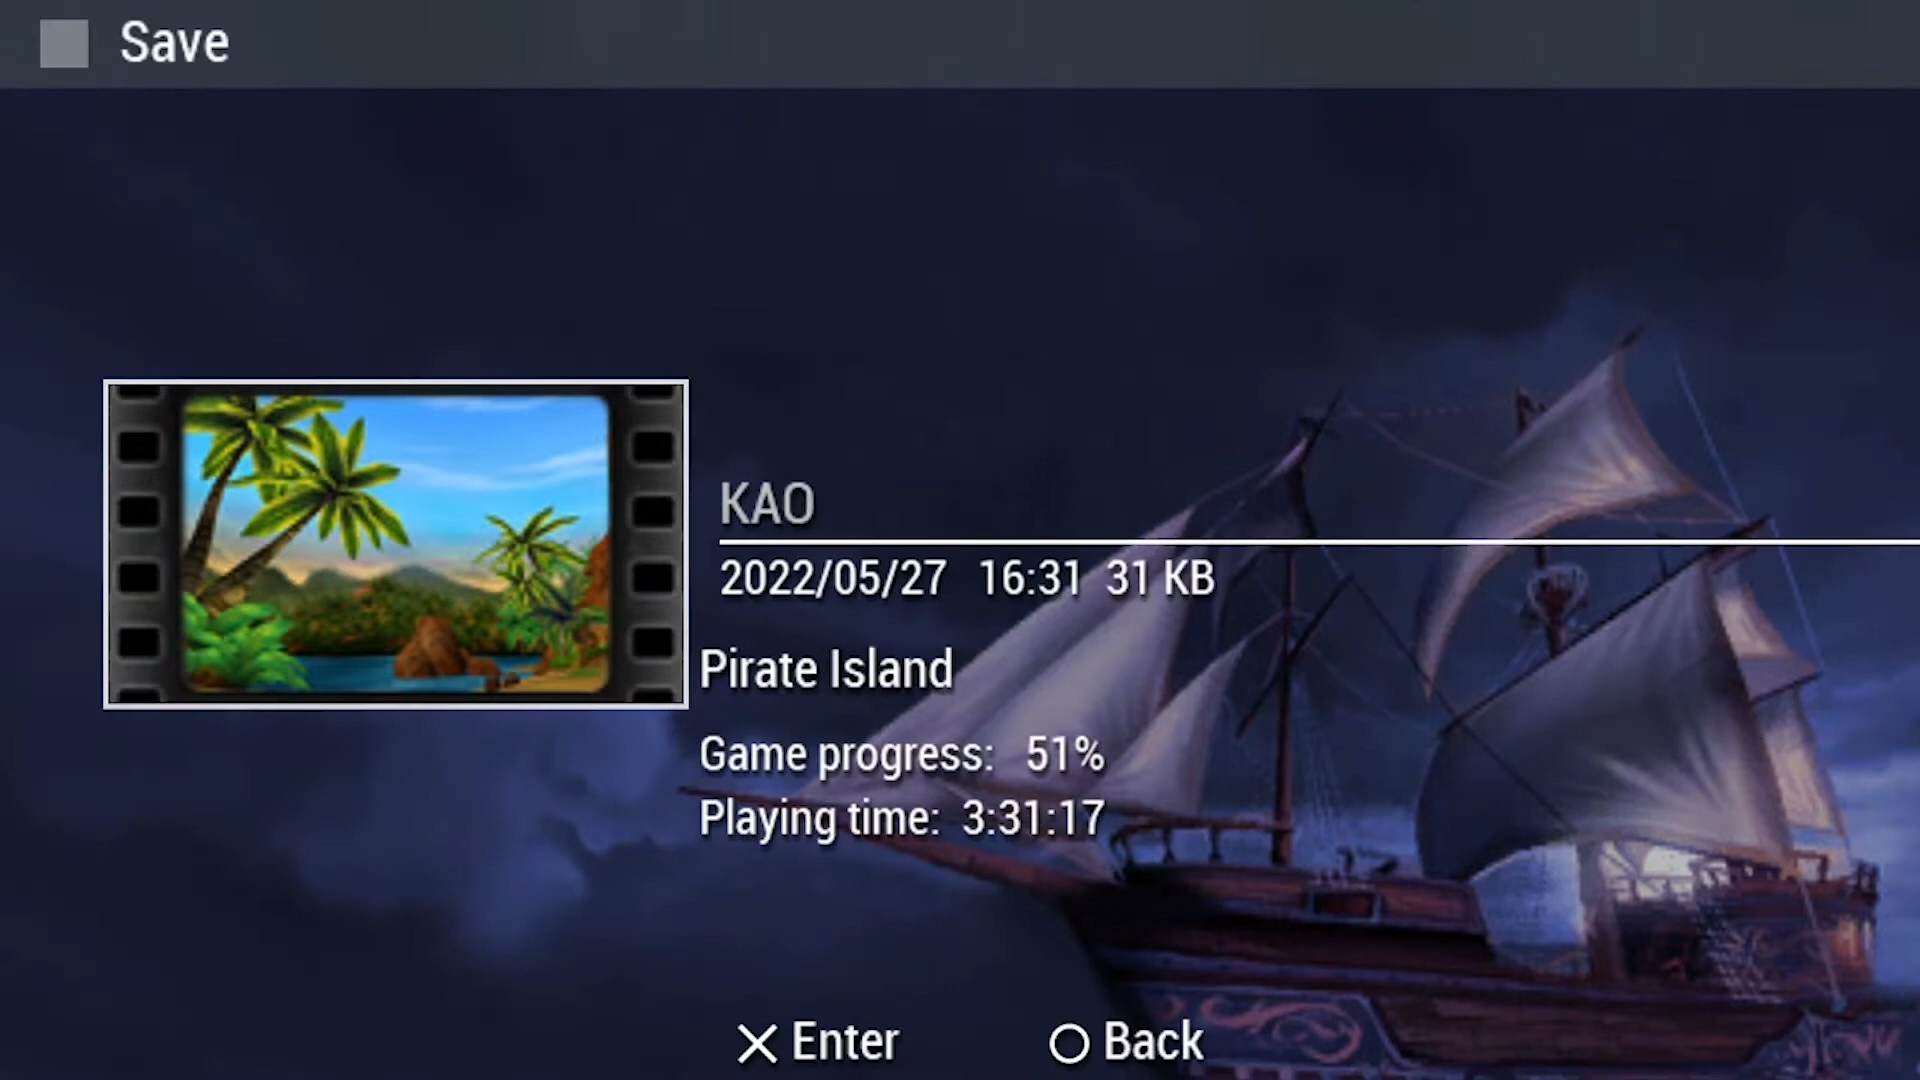 Save
KAO
2022/05/27 16:31 31 KB
Pirate Island
Game progress: 51%
Playing time: 3:31:17
Enter Back